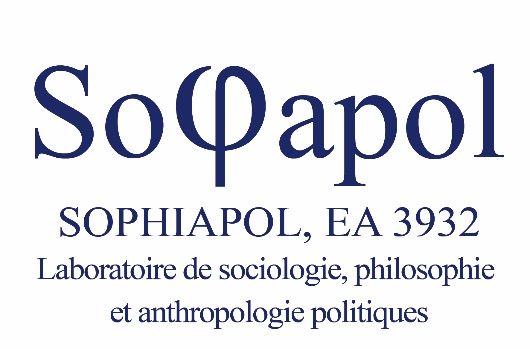 Soφapol
SOPHIAPOL, EA 3932
Laboratoire de sociologie, philosophie
et anthropologie politiques